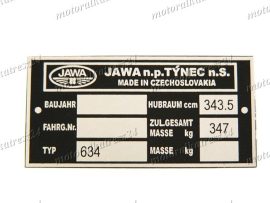 JAWA
JAWA n.p.TÝNEC n.S.
MADE IN CZECHOSLOVAKIA
BAUJAHR HUBRAUM ccm 343.5
FAHRG.Nr. ZUL.GESAMT MASSE kg 347
TYP 634 MASSE kg